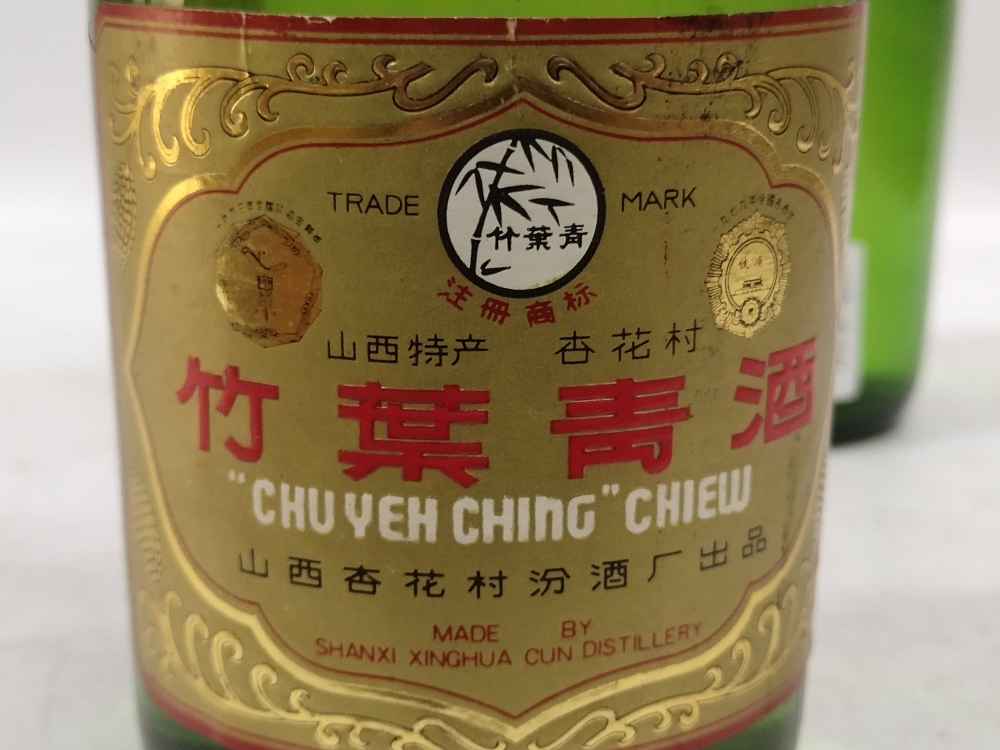 TRADE MARK
竹葉青
注冊商标
山西特产 杏花村
竹葉青酒
"CHU YEH CHING" CHIEW
山西杏花村汾酒厂出品
MADE BY
SHANXI XINGHUA CUN DISTILLERY